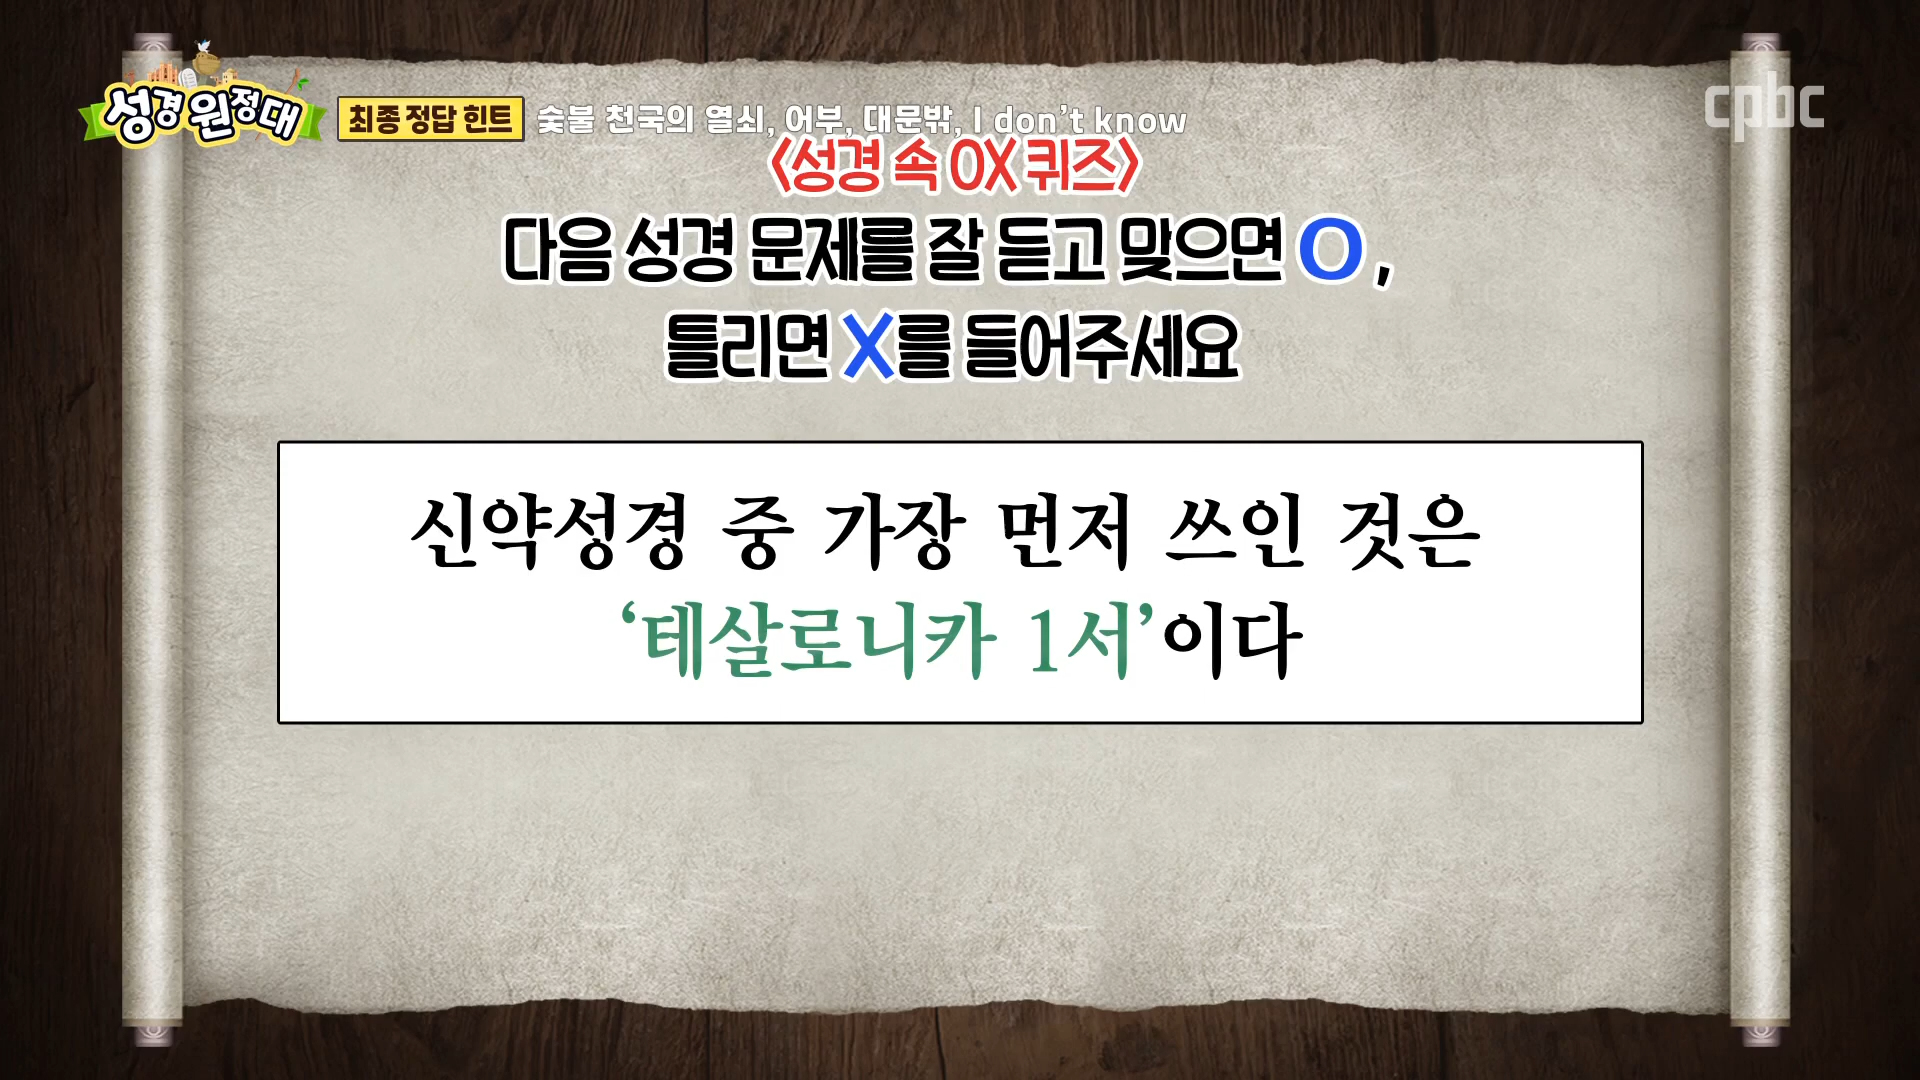 성경 원정대
최종 정답 힌트 숯불 천국의 열쇠, 어부, 대문밖, I don't know
cpbc
<성경 속 OX 퀴즈>
다음 성경 문제를 잘 듣고 맞으면 O,
틀리면 X를 들어주세요
신약성경 중 가장 먼저 쓰인 것은
‘테살로니카 1서’이다